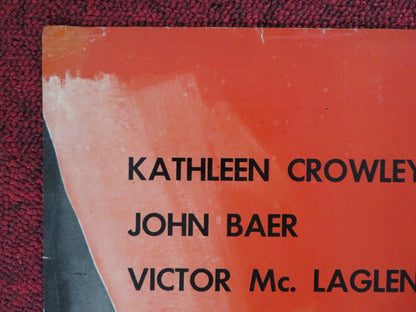 KATHLEEN CROWLEY
JOHN BAER
VICTOR Mc. LAGLEN